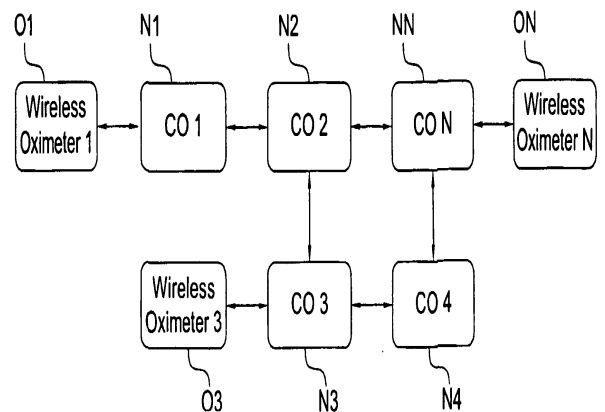 O1
N1
N2
NN
ON
Wireless
Oximeter 1
CO 1
CO 2
CO N
Wireless
Oximeter N
Wireless
Oximeter 3
CO 3
CO 4
O3
N3
N4